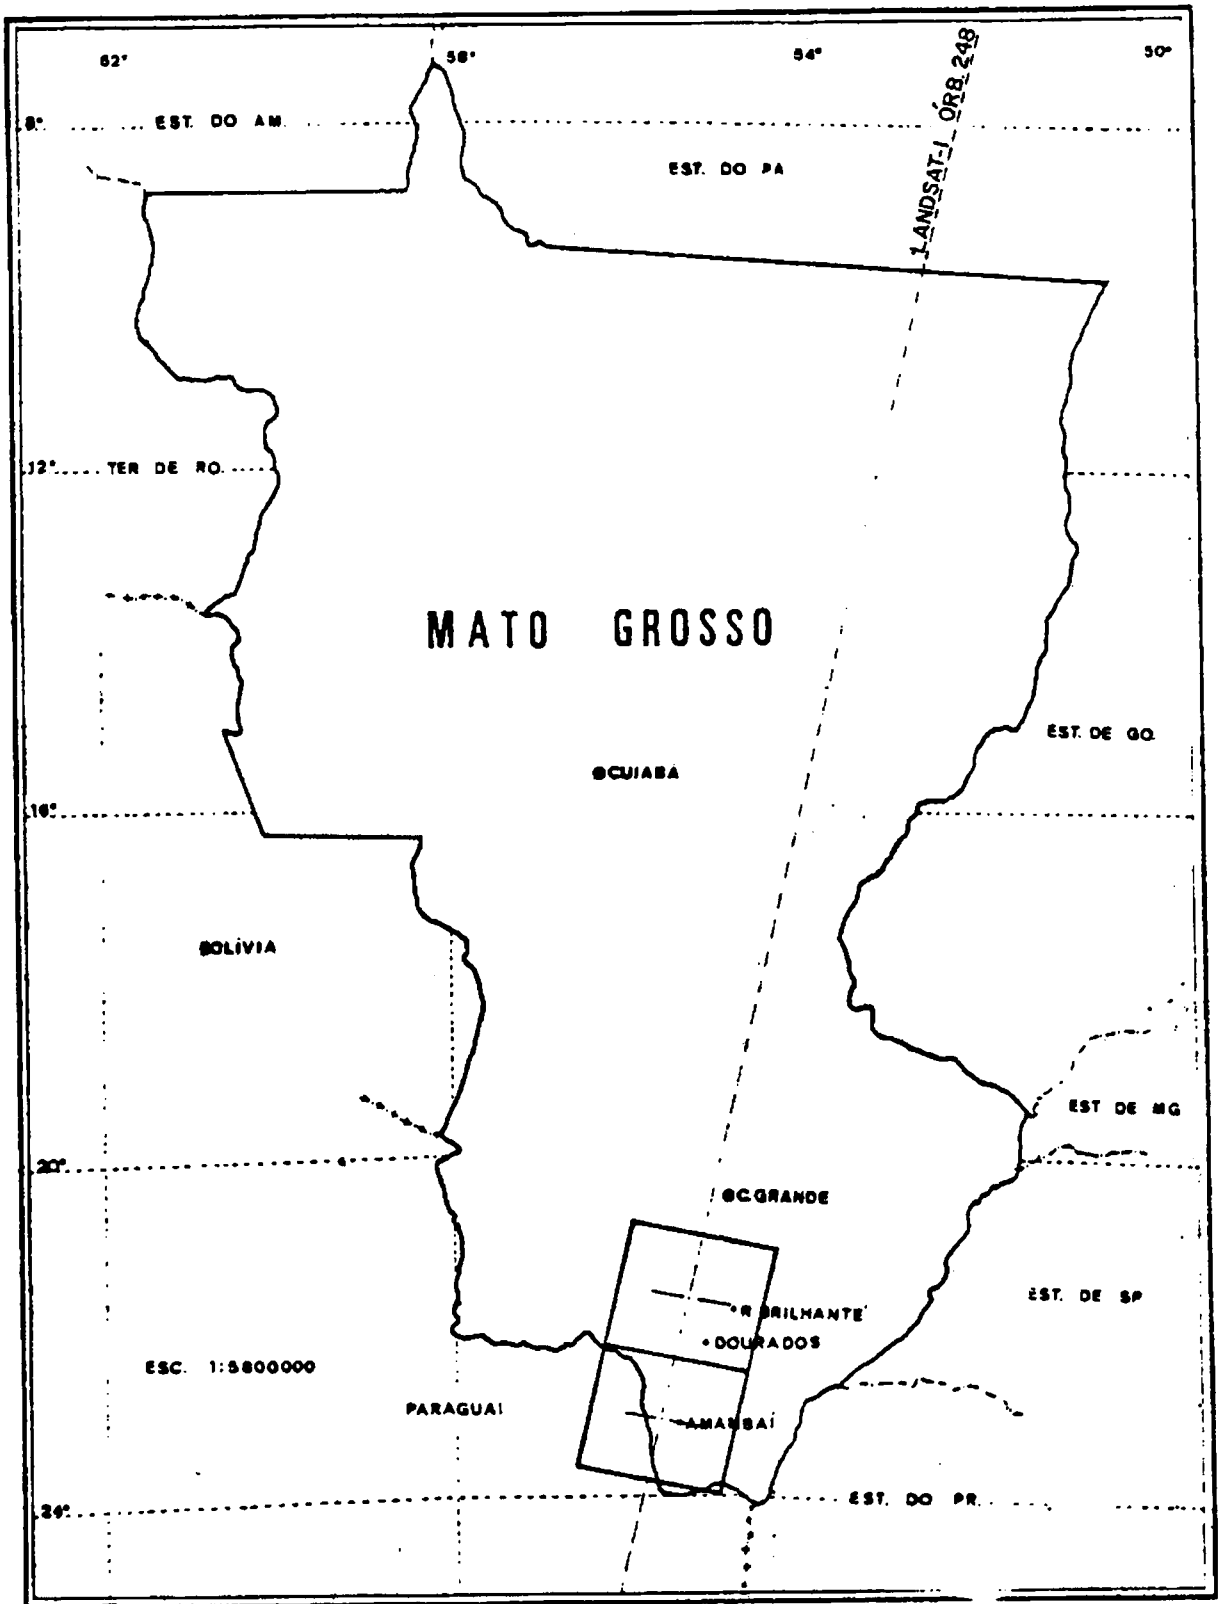 62°
58°
54°
50°
LANDSAT-1 ÓRB. 248
8°
EST. DO AM.
EST. DO PA
12°
TER DE RO.
MATO GROSSO
EST. DE GO.
CUIABÁ
16°
BOLÍVIA
EST DE MG
20°
C.GRANDE
EST. DE SP
R BRILHANTE
DOURADOS
ESC. 1:5800000
PARAGUAI
AMAMBAÍ
24°
EST. DO PR.